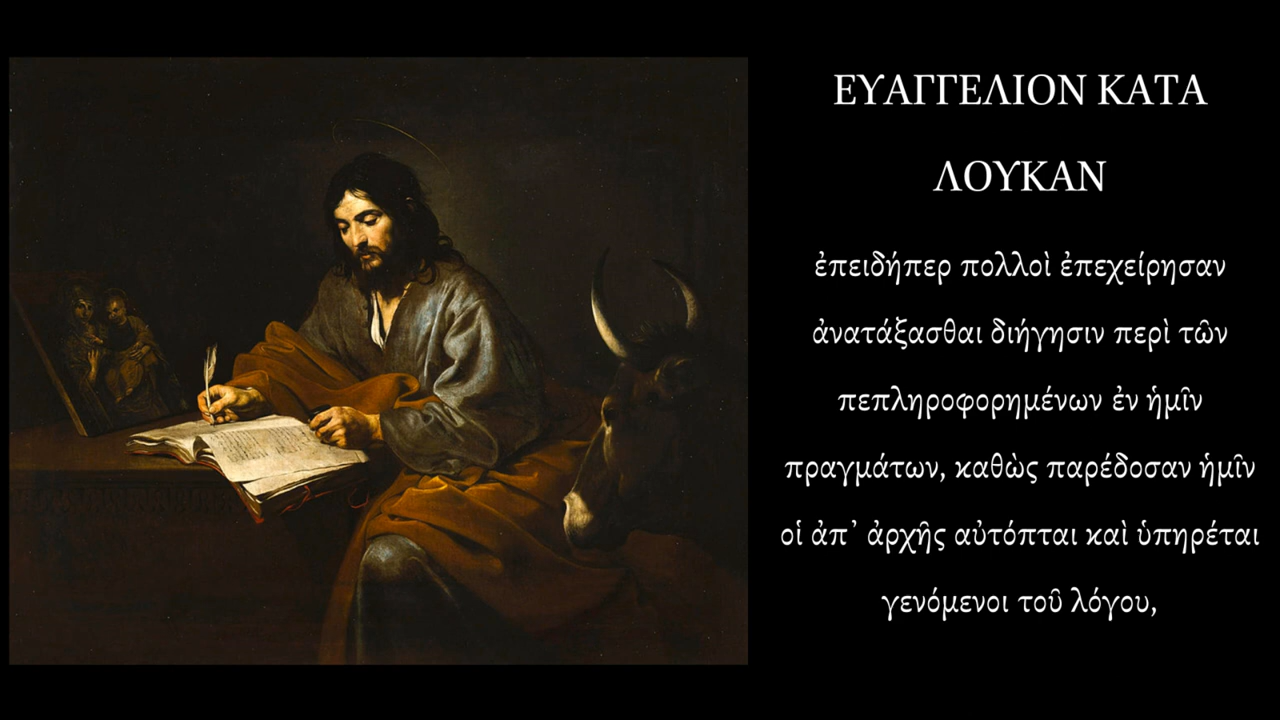 ΕΥΑΓΓΕΛΙΟΝ ΚΑΤΑ
ΛΟΥΚΑΝ
ἐπειδήπερ πολλοὶ ἐπεχείρησαν
ἀνατάξασθαι διήγησιν περὶ τῶν
πεπληροφορημένων ἐν ἡμῖν
πραγμάτων, καθὼς παρέδοσαν ἡμῖν
οἱ ἀπ᾽ ἀρχῆς αὐτόπται καὶ ὑπηρέται
γενόμενοι τοῦ λόγου,